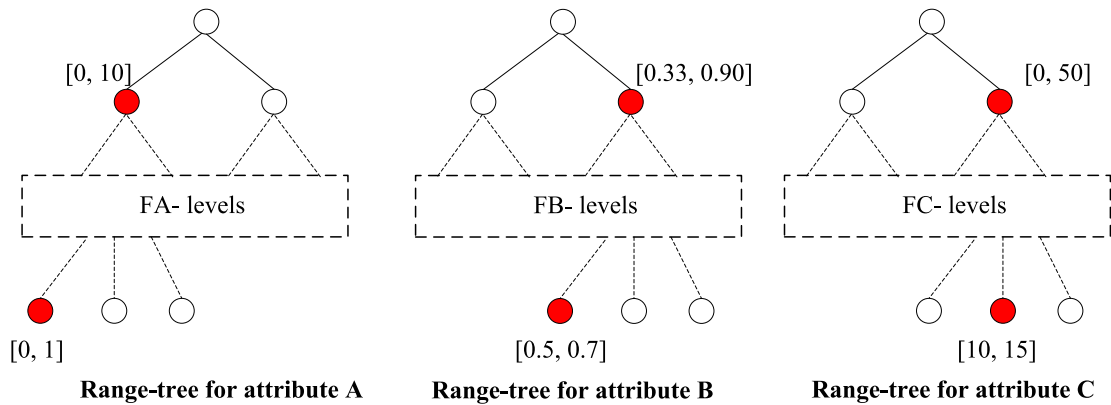 [0, 10]
[0.33, 0.90]
[0, 50]
FA- levels
FB- levels
FC- levels
[0, 1]
[0.5, 0.7]
[10, 15]
Range-tree for attribute A
Range-tree for attribute B
Range-tree for attribute C